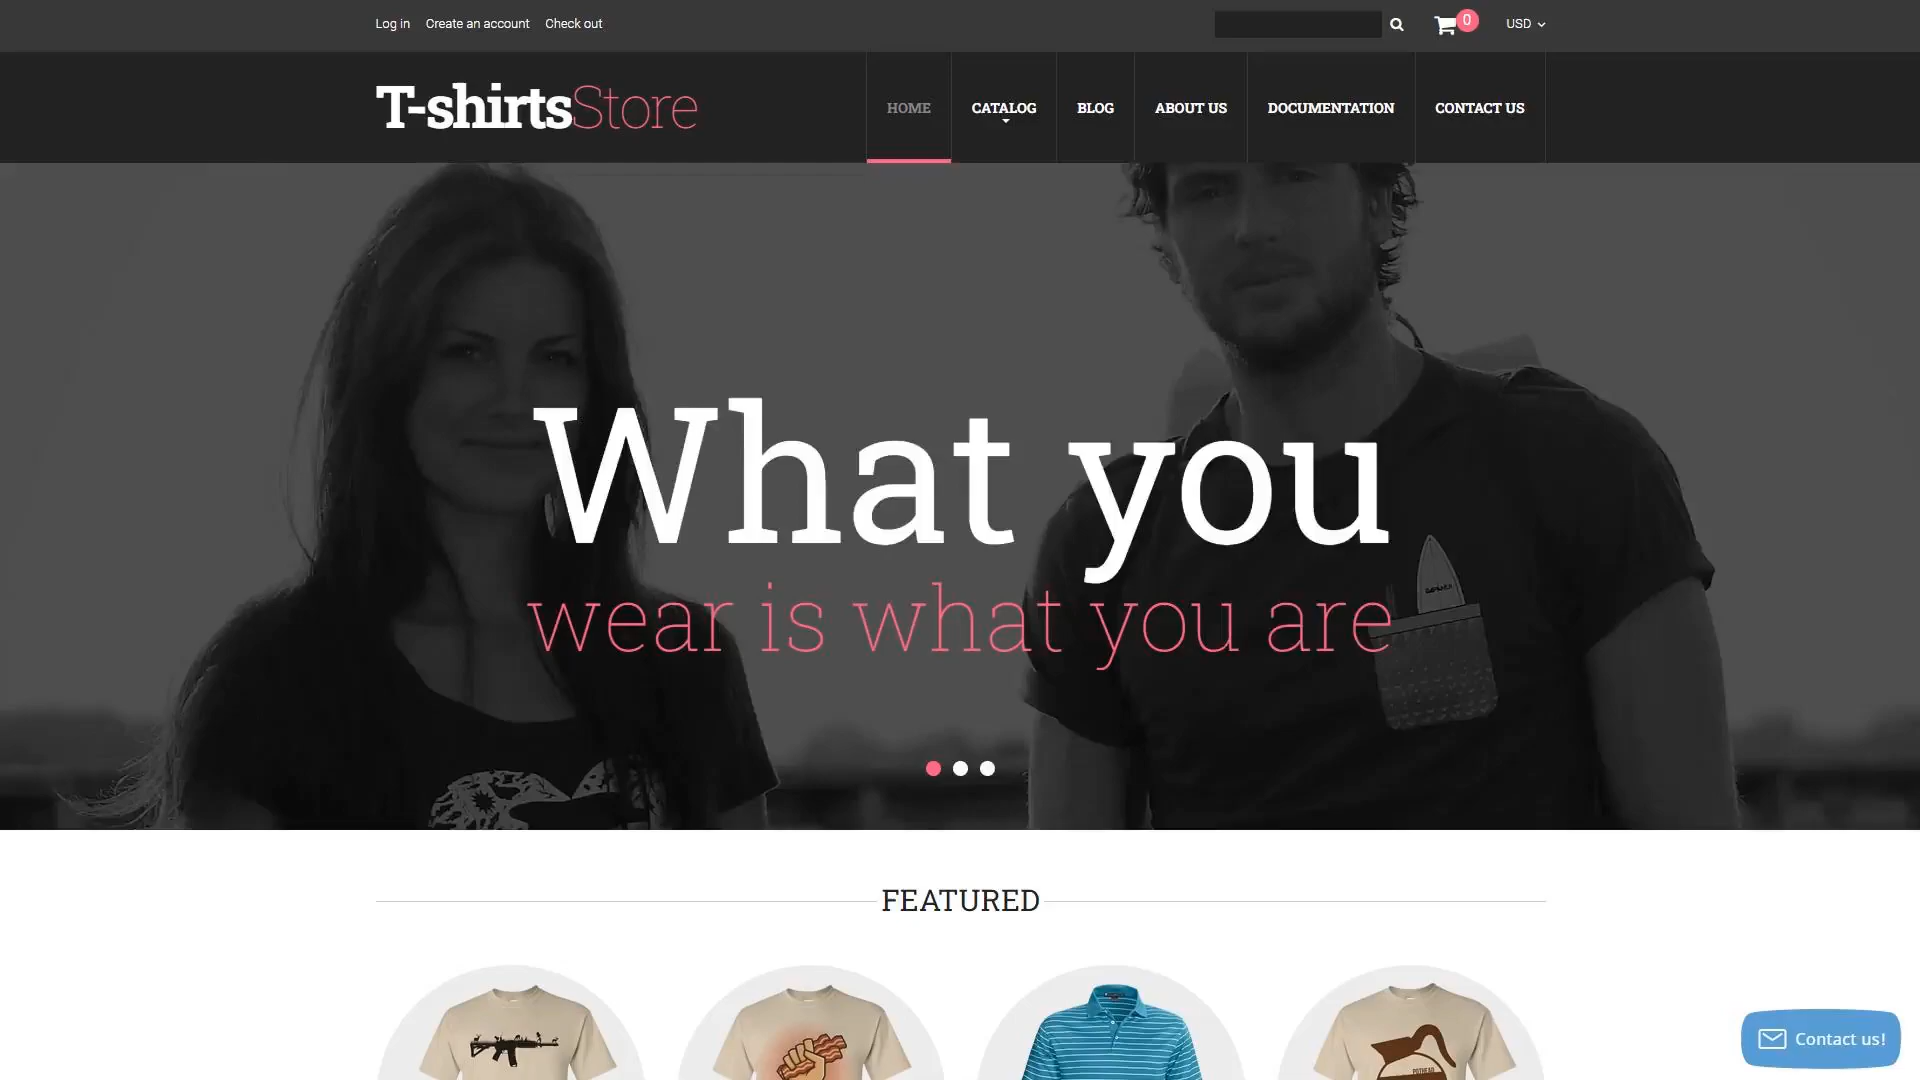 Log in Create an account Check out
0 USD
T-shirtsStore
HOME CATALOG BLOG ABOUT US DOCUMENTATION CONTACT US
What you
wear is what you are
FEATURED
Contact us!